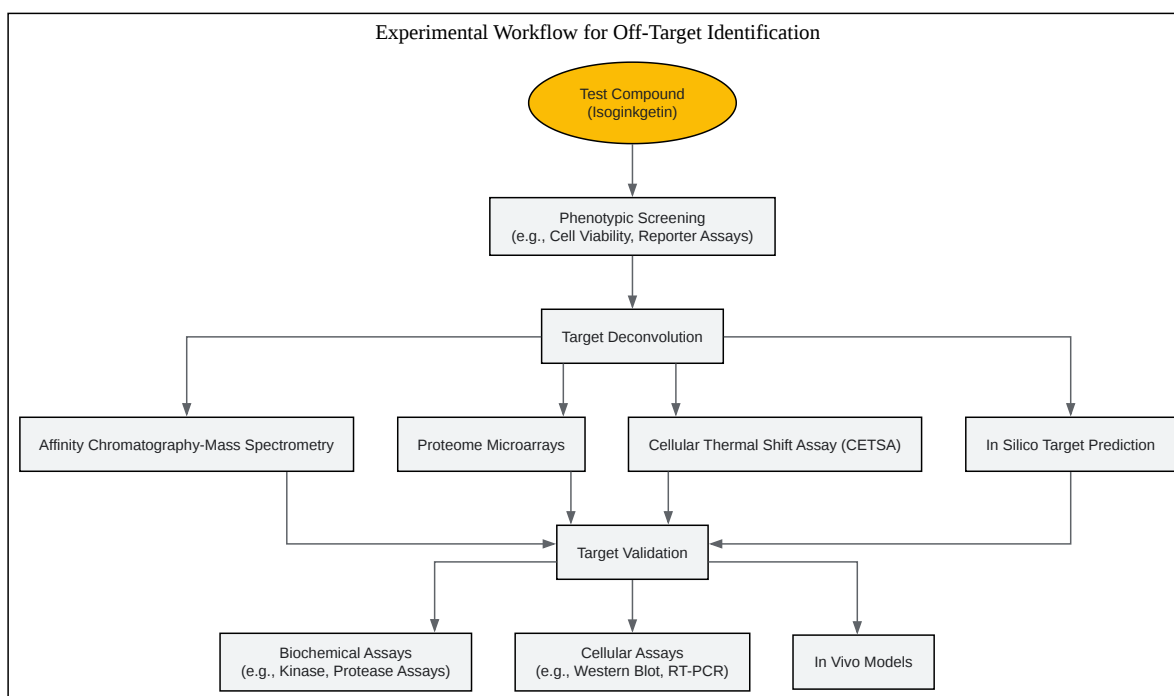 Experimental Workflow for Off-Target Identification
Test Compound
(Isoginkgetin)
Phenotypic Screening
(e.g., Cell Viability, Reporter Assays)
Target Deconvolution
Affinity Chromatography-Mass Spectrometry
Proteome Microarrays
Cellular Thermal Shift Assay (CETSA)
In Silico Target Prediction
Target Validation
Biochemical Assays
(e.g., Kinase, Protease Assays)
Cellular Assays
(e.g., Western Blot, RT-PCR)
In Vivo Models